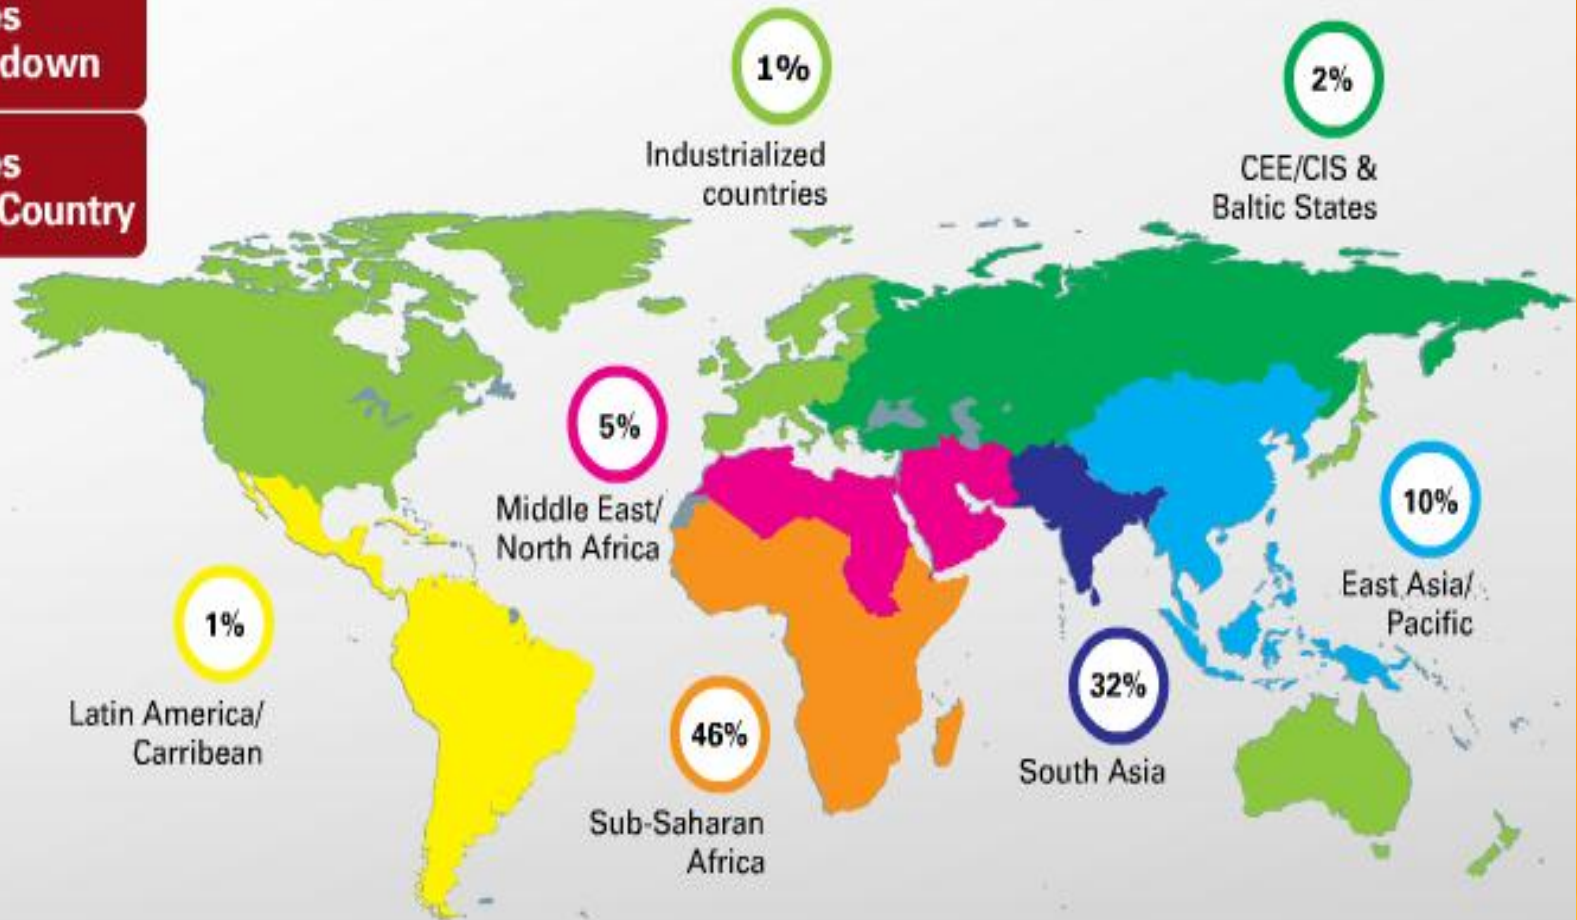 down
Country
1%
Industrialized
countries
2%
CEE/CIS &
Baltic States
5%
Middle East/
North Africa
10%
East Asia/
Pacific
1%
Latin America/
Carribean
46%
Sub-Saharan
Africa
32%
South Asia